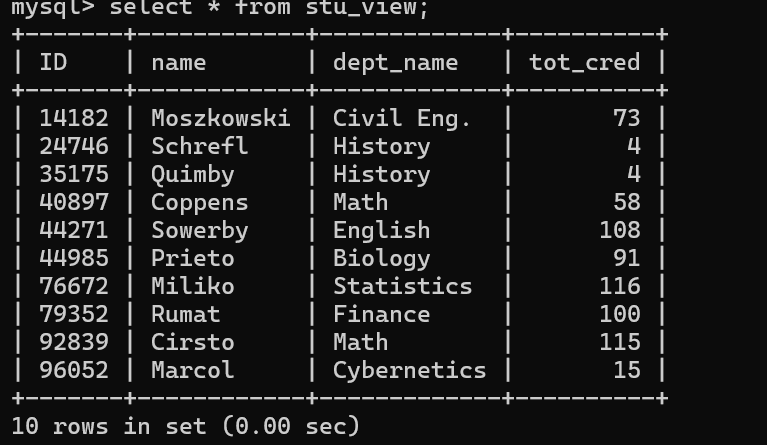 mysql> select * from stu_view;
+-------+-------------+-------------+----------+
| ID    | name        | dept_name   | tot_cred |
+-------+-------------+-------------+----------+
| 14182 | Moszkowski  | Civil Eng.  |       73 |
| 24746 | Schrefl     | History     |        4 |
| 35175 | Quimby      | History     |        4 |
| 40897 | Coppens     | Math        |       58 |
| 44271 | Sowerby     | English     |      108 |
| 44985 | Prieto      | Biology     |       91 |
| 76672 | Miliko      | Statistics  |      116 |
| 79352 | Rumat       | Finance     |      100 |
| 92839 | Cirsto      | Math        |      115 |
| 96052 | Marcol      | Cybernetics |       15 |
+-------+-------------+-------------+----------+
10 rows in set (0.00 sec)